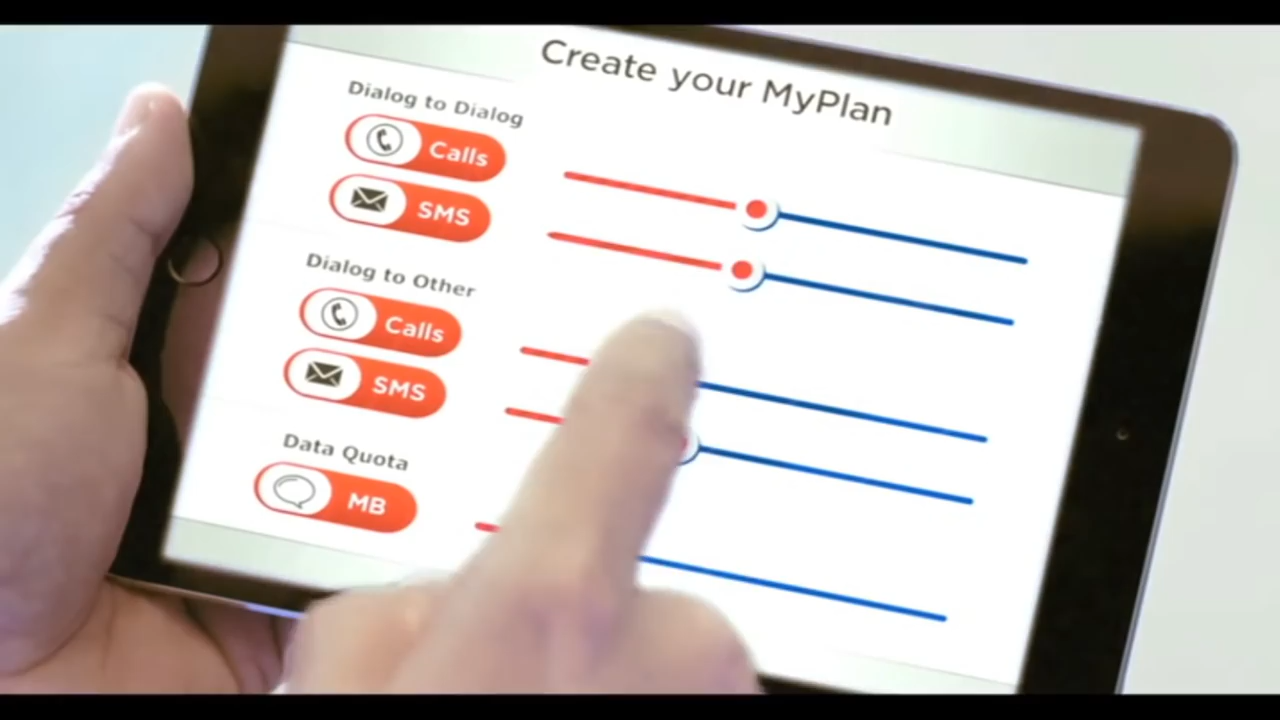 Create your MyPlan
Dialog to Dialog
Calls
SMS
Dialog to Other
Calls
SMS
Data Quota
MB